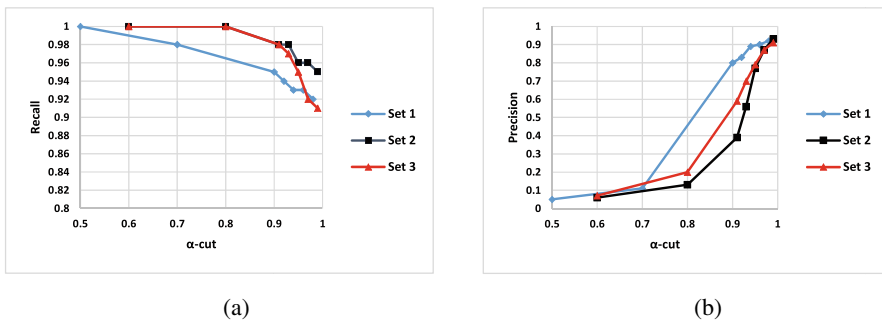 1
0.98
0.96
0.94
0.92
0.9
0.88
0.86
0.84
0.82
0.8
Recall
0.5 0.6 0.7 0.8 0.9 1
α-cut
Set 1
Set 2
Set 3
(a)
1
0.9
0.8
0.7
0.6
0.5
0.4
0.3
0.2
0.1
0
Precision
0.5 0.6 0.7 0.8 0.9 1
α-cut
Set 1
Set 2
Set 3
(b)